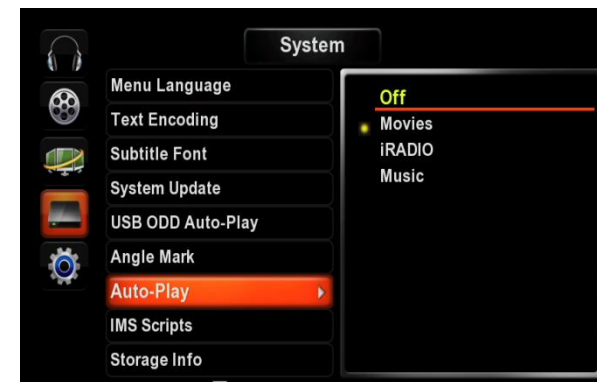 System
Menu Language
Text Encoding
Subtitle Font
System Update
USB ODD Auto-Play
Angle Mark
Auto-Play
IMS Scripts
Storage Info
Off
Movies
iRADIO
Music